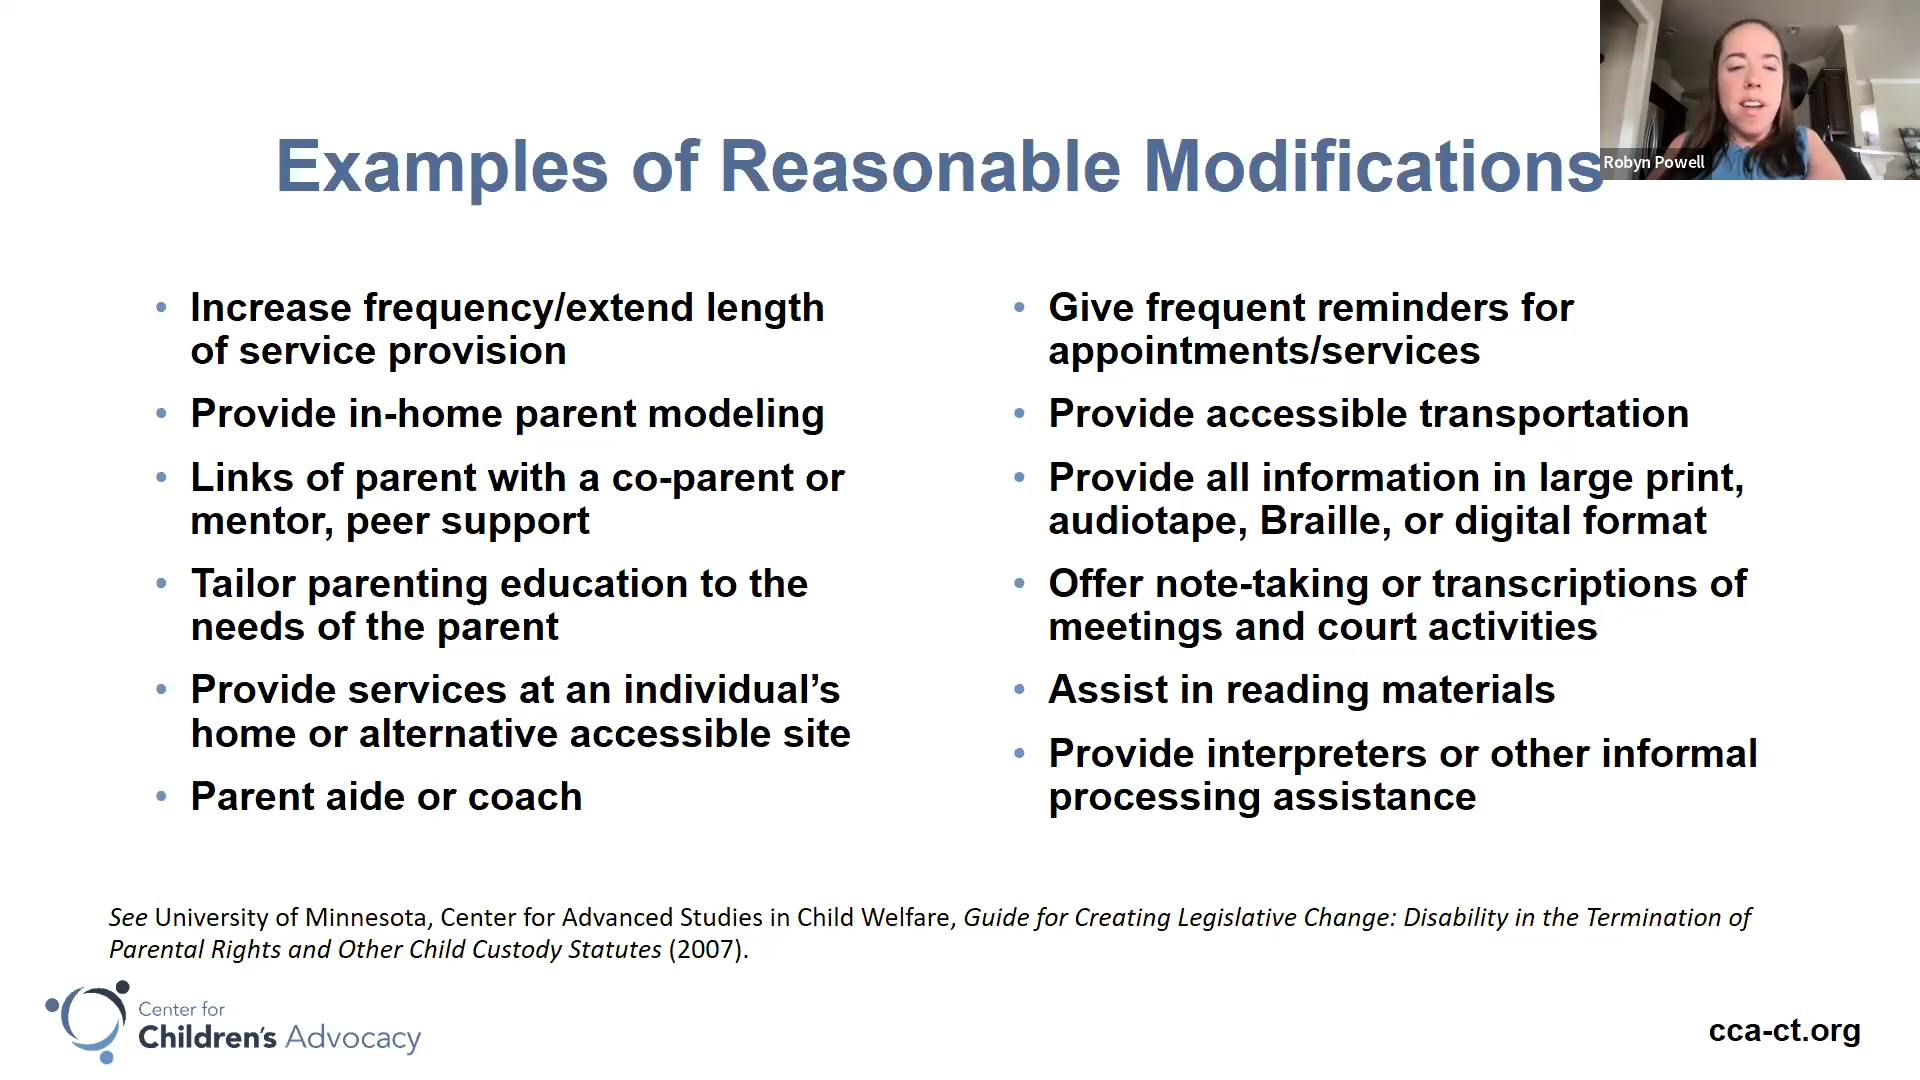 Examples of Reasonable Modifications
Robyn Powell
• Increase frequency/extend length
of service provision
• Provide in-home parent modeling
• Links of parent with a co-parent or
mentor, peer support
• Tailor parenting education to the
needs of the parent
• Provide services at an individual’s
home or alternative accessible site
• Parent aide or coach
• Give frequent reminders for
appointments/services
• Provide accessible transportation
• Provide all information in large print,
audiotape, Braille, or digital format
• Offer note-taking or transcriptions of
meetings and court activities
• Assist in reading materials
• Provide interpreters or other informal
processing assistance
See University of Minnesota, Center for Advanced Studies in Child Welfare, Guide for Creating Legislative Change: Disability in the Termination of
Parental Rights and Other Child Custody Statutes (2007).
Center for
Children's Advocacy
cca-ct.org